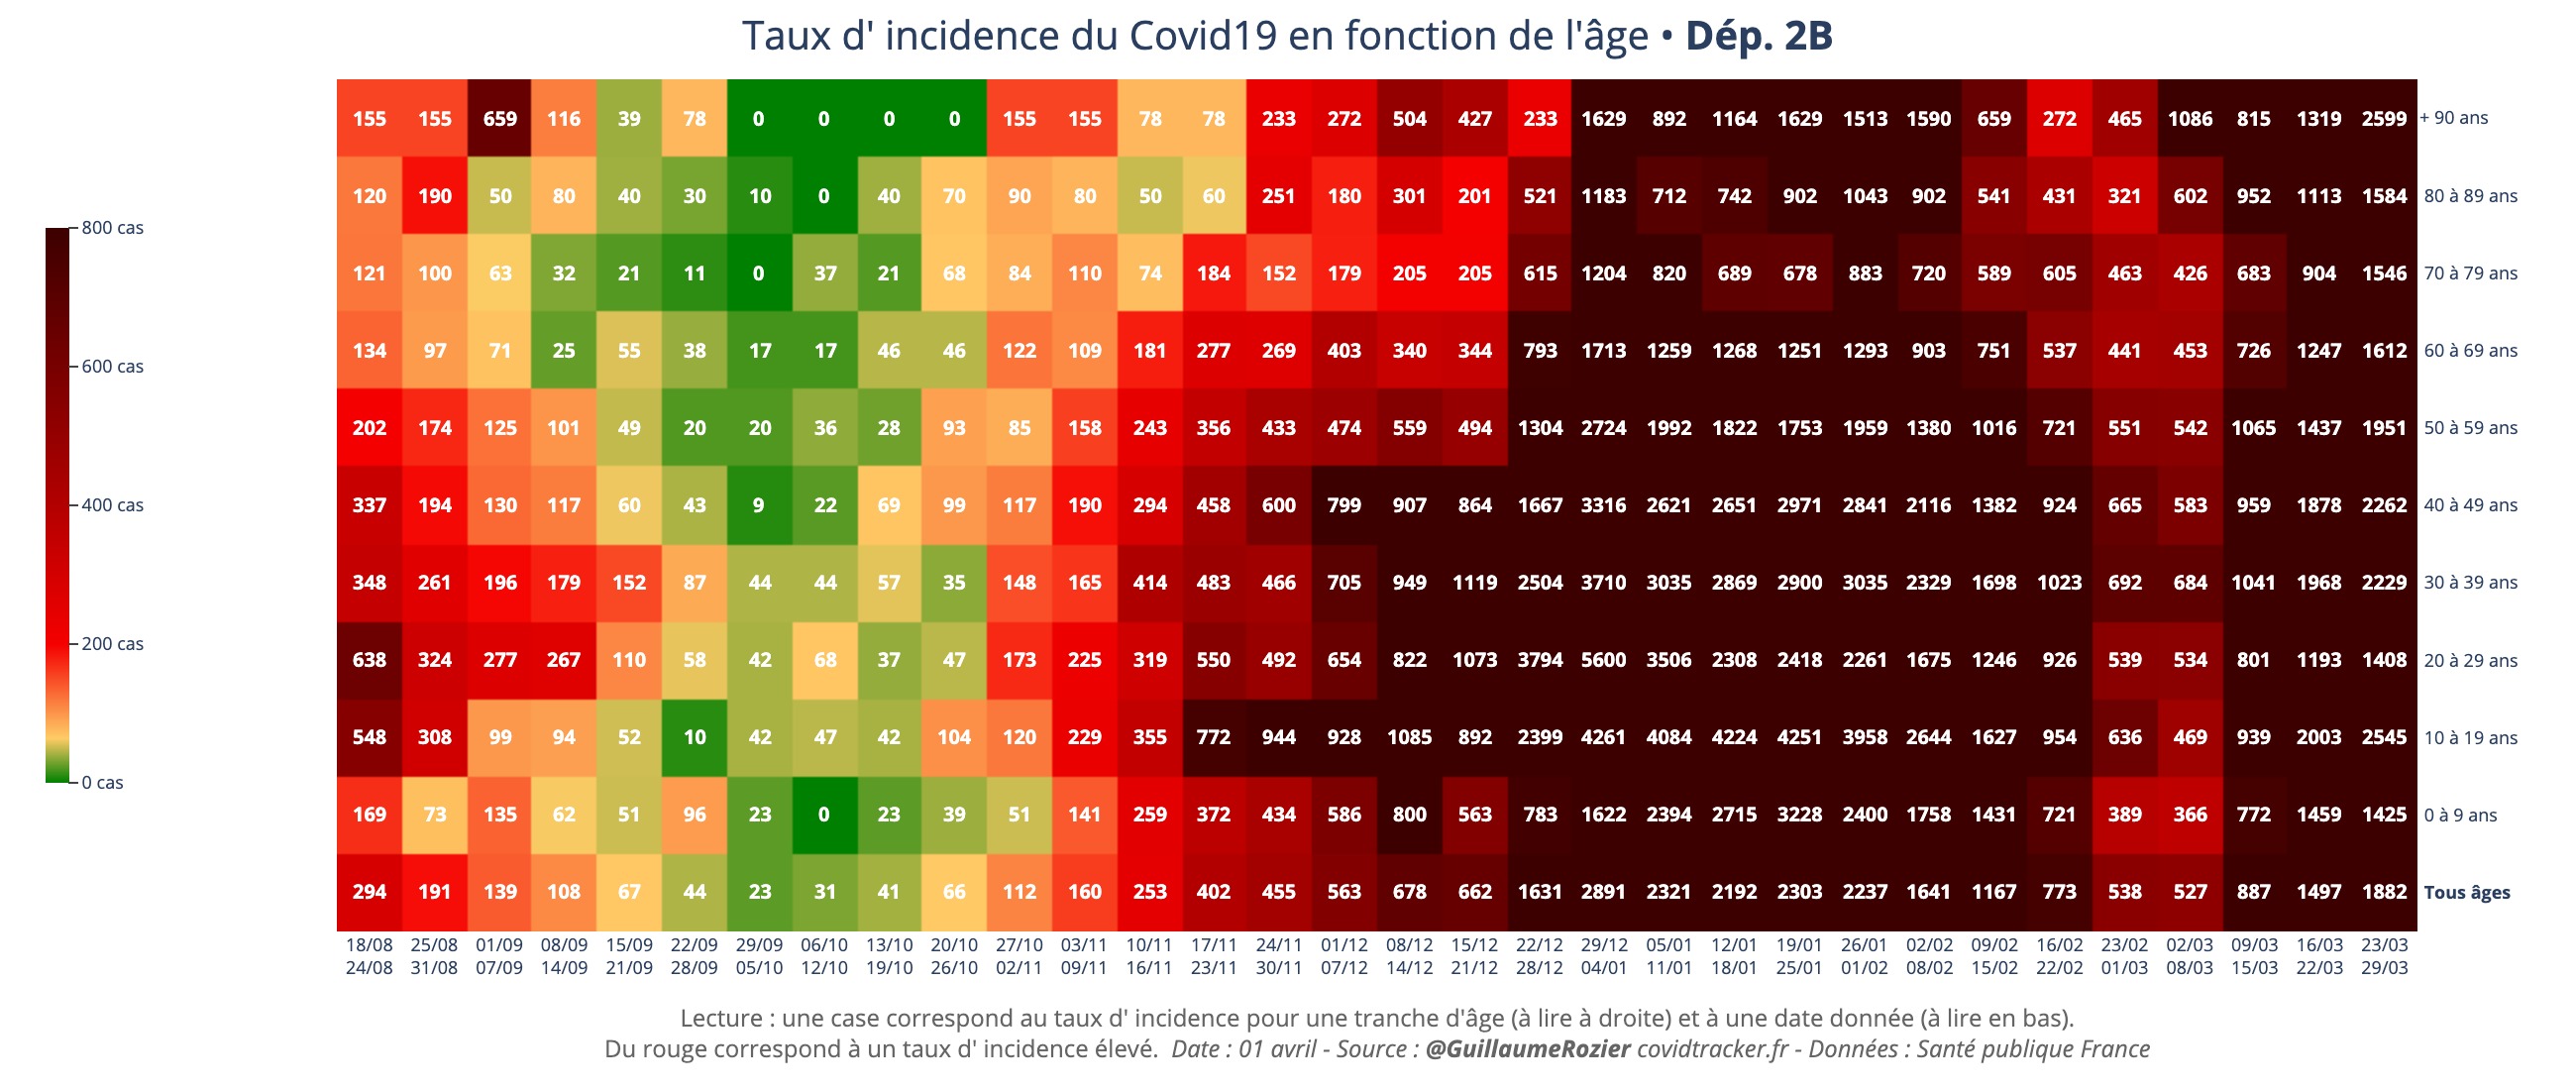 Taux d' incidence du Covid19 en fonction de l'âge • Dép. 2B
155 155 659 116 39 78 0 0 0 0 155 155 78 78 233 272 504 427 233 1629 892 1164 1629 1513 1590 659 272 465 1086 815 1319 2599 + 90 ans
120 190 50 80 40 30 10 0 40 70 90 80 50 60 251 180 301 201 521 1183 712 742 902 1043 902 541 431 321 602 952 1113 1584 80 à 89 ans
800 cas
121 100 63 32 21 11 0 37 21 68 84 110 74 184 152 179 205 205 615 1204 820 689 678 883 720 589 605 463 426 683 904 1546 70 à 79 ans
134 97 71 25 55 38 17 17 46 46 122 109 181 277 269 403 340 344 793 1713 1259 1268 1251 1293 903 751 537 441 453 726 1247 1612 60 à 69 ans
600 cas
202 174 125 101 49 20 20 36 28 93 85 158 243 356 433 474 559 494 1304 2724 1992 1822 1753 1959 1380 1016 721 551 542 1065 1437 1951 50 à 59 ans
400 cas
337 194 130 117 60 43 9 22 69 99 117 190 294 458 600 799 907 864 1667 3316 2621 2651 2971 2841 2116 1382 924 665 583 959 1878 2262 40 à 49 ans
348 261 196 179 152 87 44 44 57 35 148 165 414 483 466 705 949 1119 2504 3710 3035 2869 2900 3035 2329 1698 1023 692 684 1041 1968 2229 30 à 39 ans
200 cas
638 324 277 267 110 58 42 68 37 47 173 225 319 550 492 654 822 1073 3794 5600 3506 2308 2418 2261 1675 1246 926 539 534 801 1193 1408 20 à 29 ans
548 308 99 94 52 10 42 47 42 104 120 229 355 772 944 928 1085 892 2399 4261 4084 4224 4251 3958 2644 1627 954 636 469 939 2003 2545 10 à 19 ans
0 cas
169 73 135 62 51 96 23 0 23 39 51 141 259 372 434 586 800 563 783 1622 2394 2715 3228 2400 1758 1431 721 389 366 772 1459 1425 0 à 9 ans
294 191 139 108 67 44 23 31 41 66 112 160 253 402 455 563 678 662 1631 2891 2321 2192 2303 2237 1641 1167 773 538 527 887 1497 1882 Tous âges
18/08 25/08 01/09 08/09 15/09 22/09 29/09 06/10 13/10 20/10 27/10 03/11 10/11 17/11 24/11 01/12 08/12 15/12 22/12 29/12 05/01 12/01 19/01 26/01 02/02 09/02 16/02 23/02 02/03 09/03 16/03 23/03
24/08 31/08 07/09 14/09 21/09 28/09 05/10 12/10 19/10 26/10 02/11 09/11 16/11 23/11 30/11 07/12 14/12 21/12 28/12 04/01 11/01 18/01 25/01 01/02 08/02 15/02 22/02 01/03 08/03 15/03 22/03 29/03
Lecture : une case correspond au taux d' incidence pour une tranche d'âge (à lire à droite) et à une date donnée (à lire en bas).
Du rouge correspond à un taux d' incidence élevé. Date : 01 avril - Source : @GuillaumeRozier covidtracker.fr - Données : Santé publique France